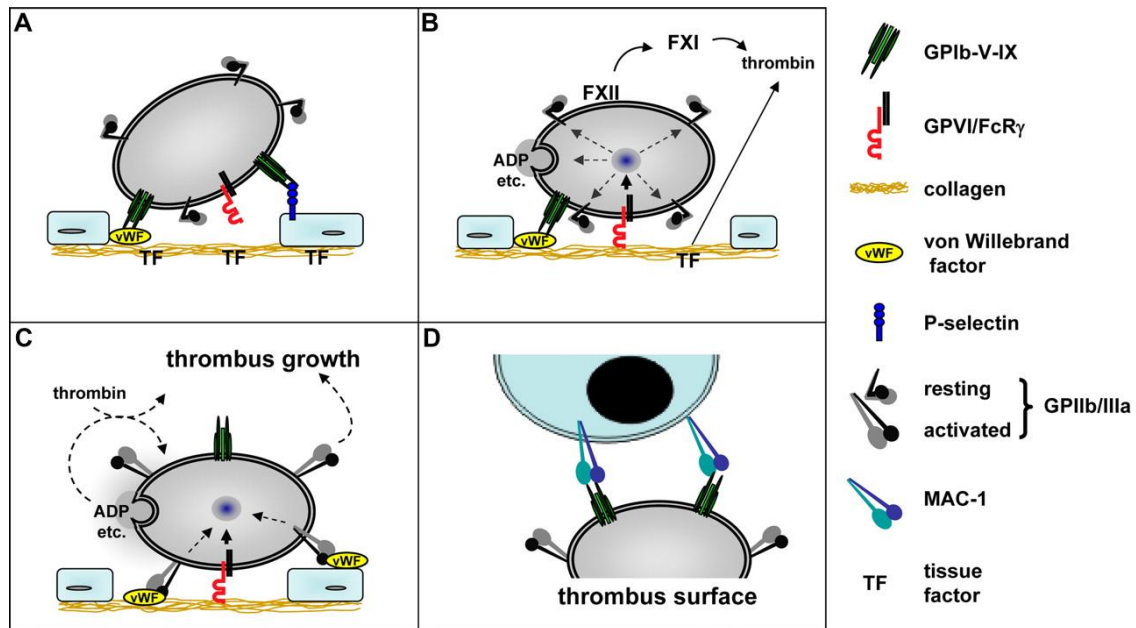 A
vWF
TF
TF
TF
B
FXI
thrombin
FXII
ADP
etc.
vWF
TF
C
thrombus growth
thrombin
ADP
etc.
vWF
vWF
D
thrombus surface
GPIb-V-IX
GPVI/FcRγ
collagen
vWF
von Willebrand
factor
P-selectin
resting
activated
GPIIb/IIIa
MAC-1
TF
tissue
factor